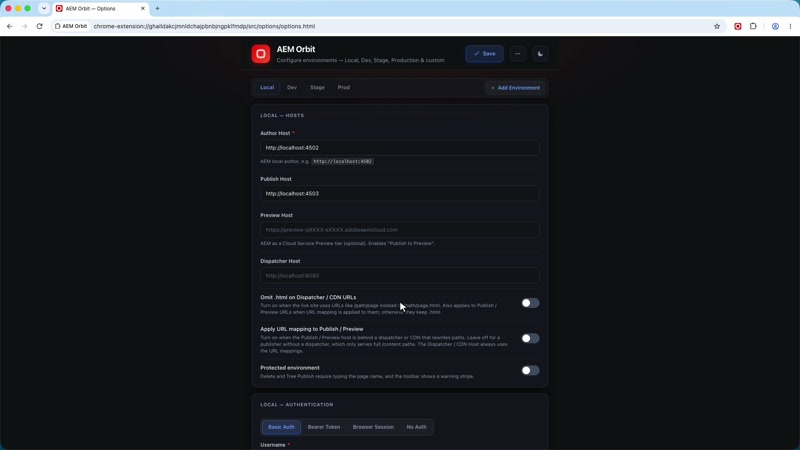 AEM Orbit — Options
AEM Orbit
chrome-extension://ghaildakcjmnldchajpbnbjngpklfmdp/src/options/options.html
AEM Orbit
Configure environments — Local, Dev, Stage, Production & custom
Save
Local
Dev
Stage
Prod
+ Add Environment
LOCAL — HOSTS
Author Host *
http://localhost:4502
AEM local author, e.g. http://localhost:4502
Publish Host
http://localhost:4503
Preview Host
https://preview-pXXXX-eXXXX.adobeaemcloud.com
AEM as a Cloud Service Preview tier (optional). Enables "Publish to Preview".
Dispatcher Host
http://localhost:8080
Omit .html on Dispatcher / CDN URLs
Turn on when the live site uses URLs like /path/page instead /path/page.html. Also applies to Publish /
Preview URLs when URL mapping is applied to them; otherwise they keep .html.
Apply URL mapping to Publish / Preview
Turn on when the Publish / Preview host is behind a dispatcher or CDN that rewrites paths. Leave off for a
publisher without a dispatcher, which only serves full /content paths. The Dispatcher / CDN Host always uses
the URL mappings.
Protected environment
Delete and Tree Publish require typing the page name, and the toolbar shows a warning stripe.
LOCAL — AUTHENTICATION
Basic Auth
Bearer Token
Browser Session
No Auth
Username *